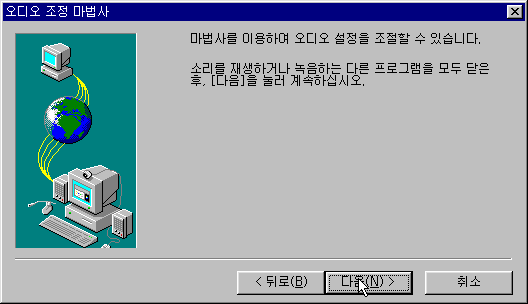 오디오 조정 마법사
마법사를 이용하여 오디오 설정을 조절할 수 있습니다.
소리를 재생하거나 녹음하는 다른 프로그램을 모두 닫은
후, [다음]을 눌러 계속하십시오.
< 뒤로(B)
다음(N) >
취소